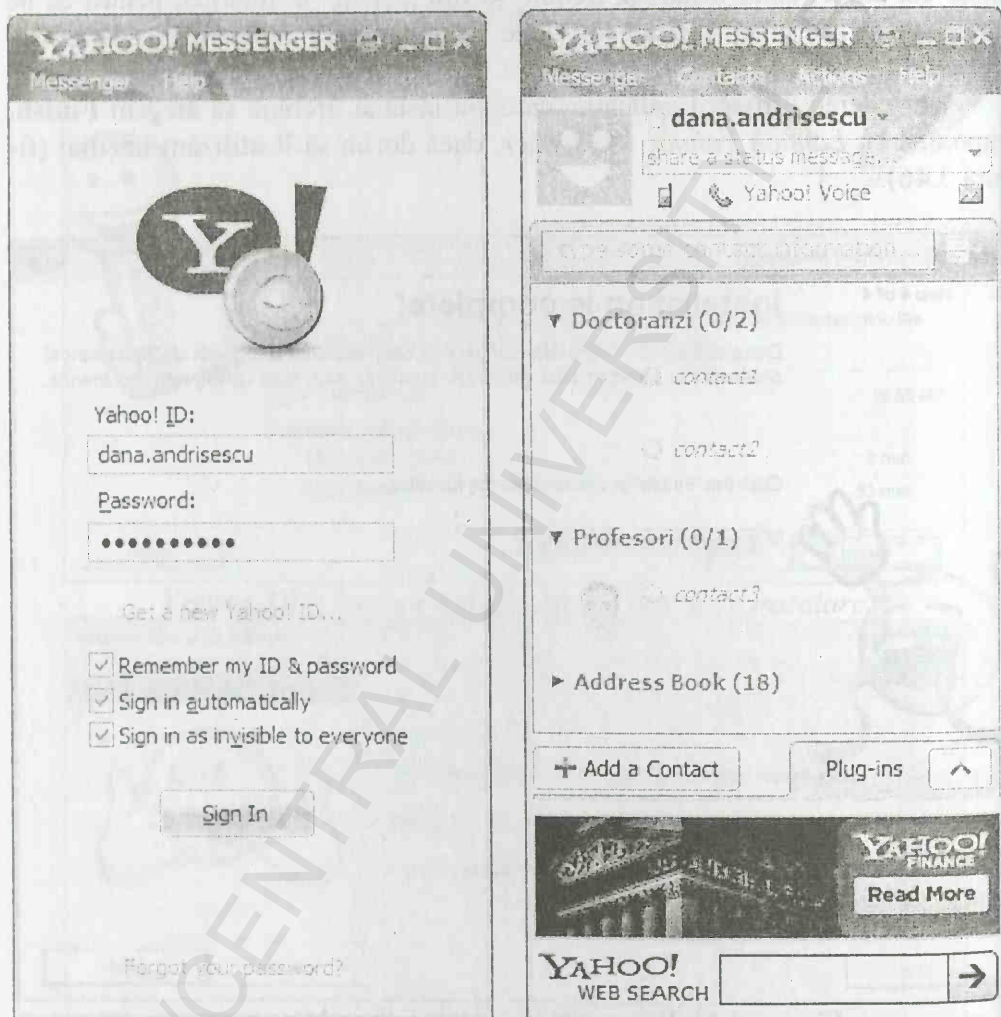 YAHOO! MESSENGER
Messenger Help
Y!
Yahoo! ID:
dana.andrisescu
Password:
Get a new Yahoo! ID...
Remember my ID & password
Sign in automatically
Sign in as invisible to everyone
Sign In
Forgot your password?
YAHOO! MESSENGER
Messenger Contacts Actions Help
dana.andrisescu
share a status message...
Yahoo! Voice
Doctoranzi (0/2)
contact1
contact2
Profesori (0/1)
contact3
Address Book (18)
+ Add a Contact
Plug-ins
YAHOO!
FINANCE
Read More
YAHOO!
WEB SEARCH
CENTRAL UNIVERSITY